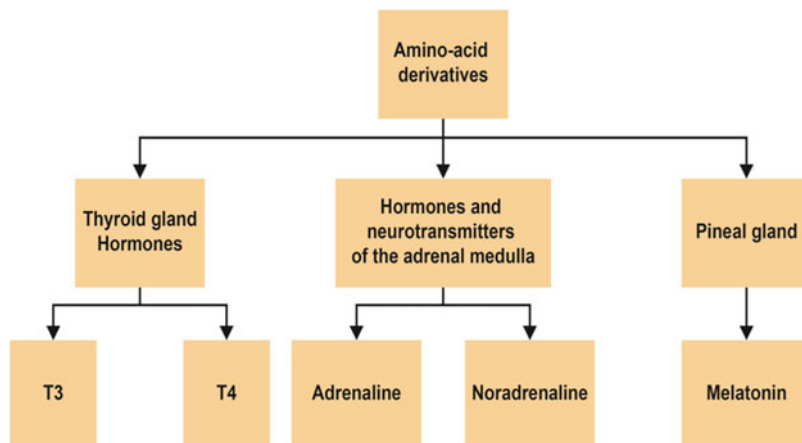 Amino-acid
derivatives
Thyroid gland
Hormones
Hormones and
neurotransmitters
of the adrenal medulla
Pineal gland
T3
T4
Adrenaline
Noradrenaline
Melatonin